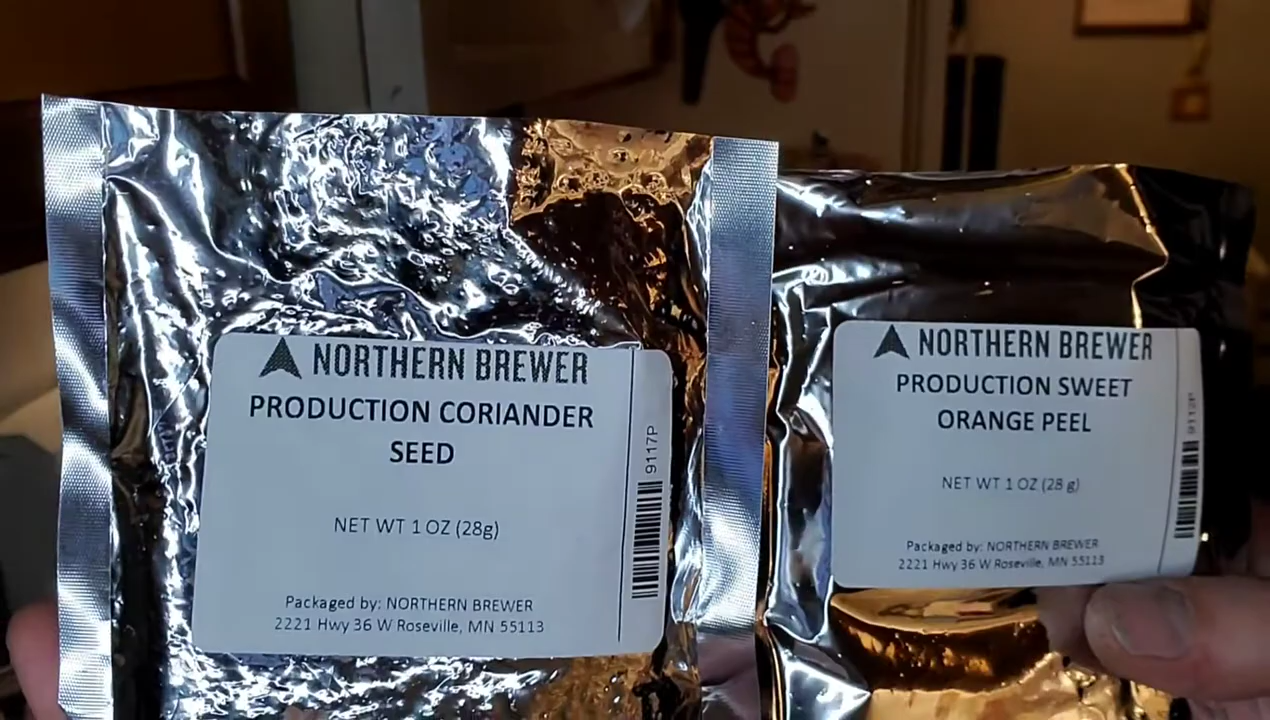 NORTHERN BREWER
PRODUCTION CORIANDER
SEED
NET WT 1 OZ (28g)
Packaged by: NORTHERN BREWER
2221 Hwy 36 W Roseville, MN 55113
9117P
NORTHERN BREWER
PRODUCTION SWEET
ORANGE PEEL
NET WT 1 OZ (28 g)
Packaged by: NORTHERN BREWER
2221 Hwy 36 W Roseville, MN 55113